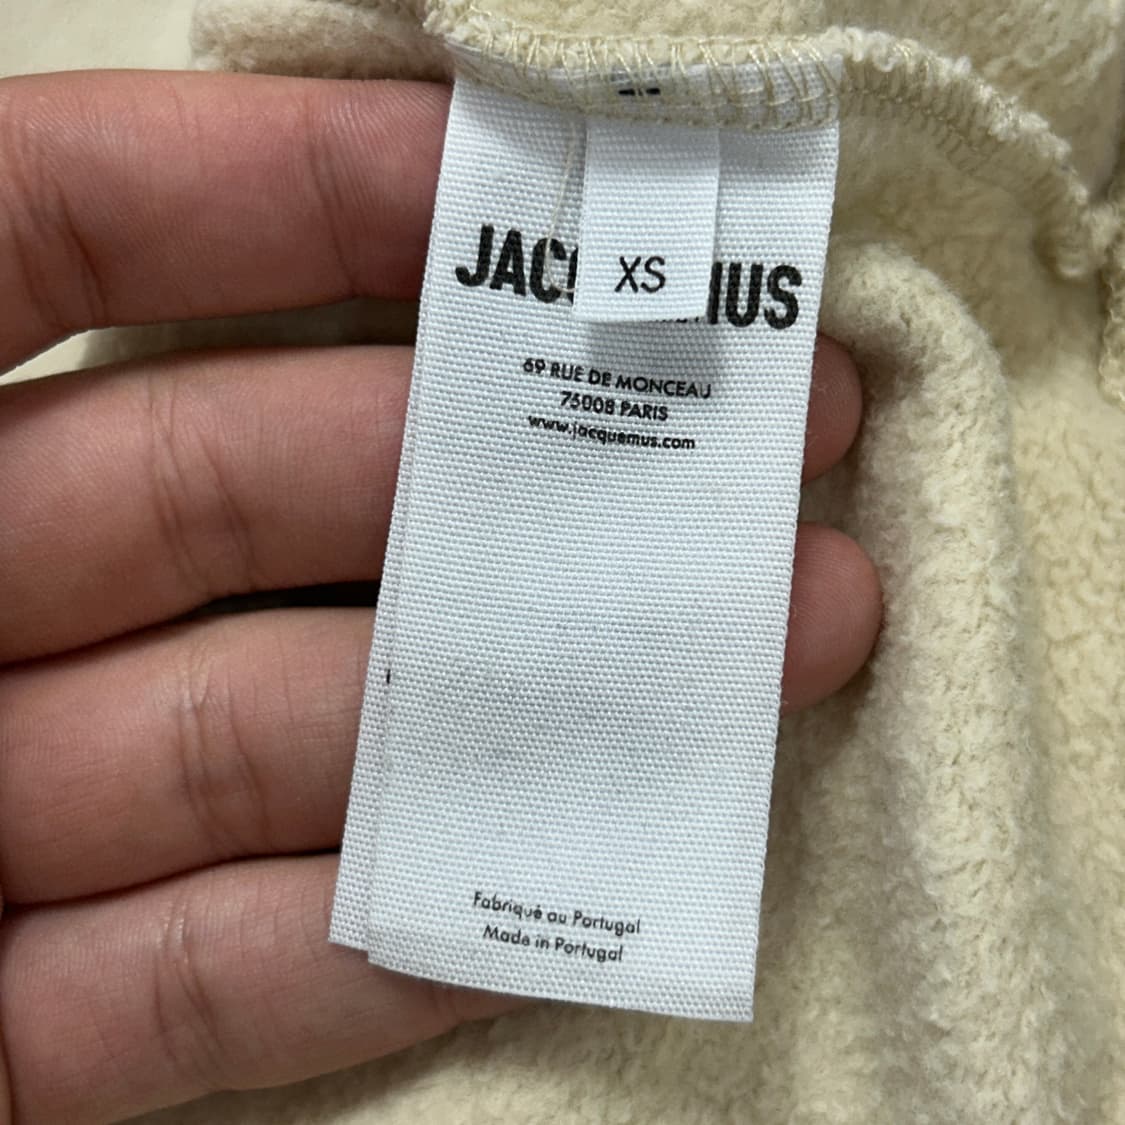 XS
JAC MUS
69 RUE DE MONCEAU
75008 PARIS
www.jacquemus.com
Fabriqué au Portugal
Made in Portugal